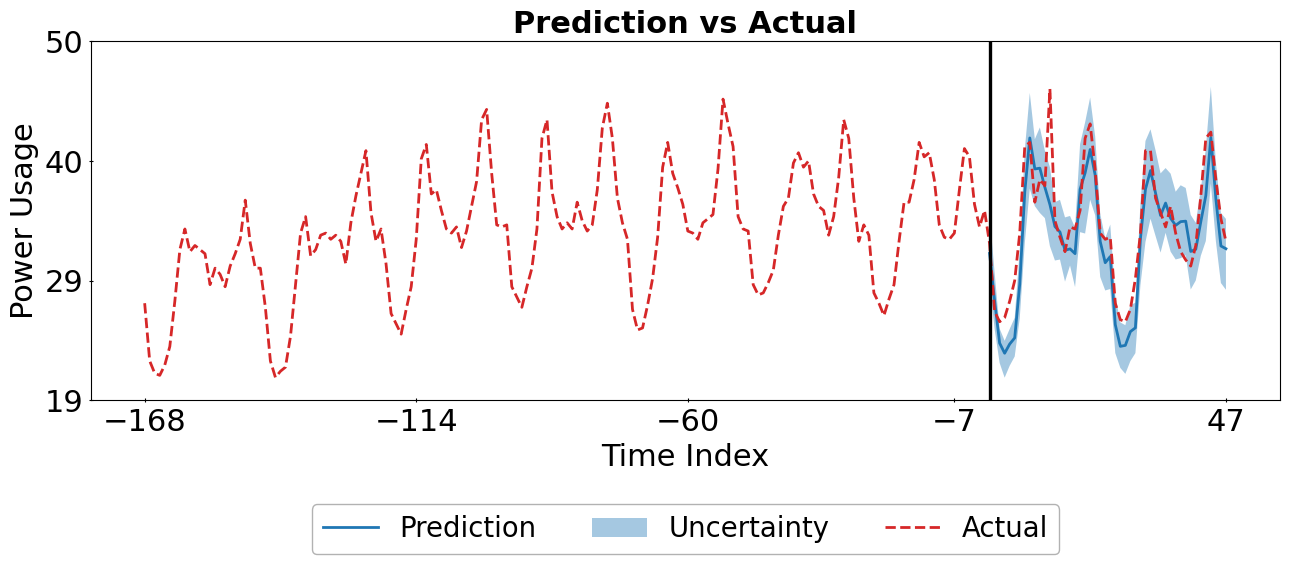 Prediction vs Actual
50
40
29
19
Power Usage
−168 −114 −60 −7 47
Time Index
Prediction Uncertainty Actual